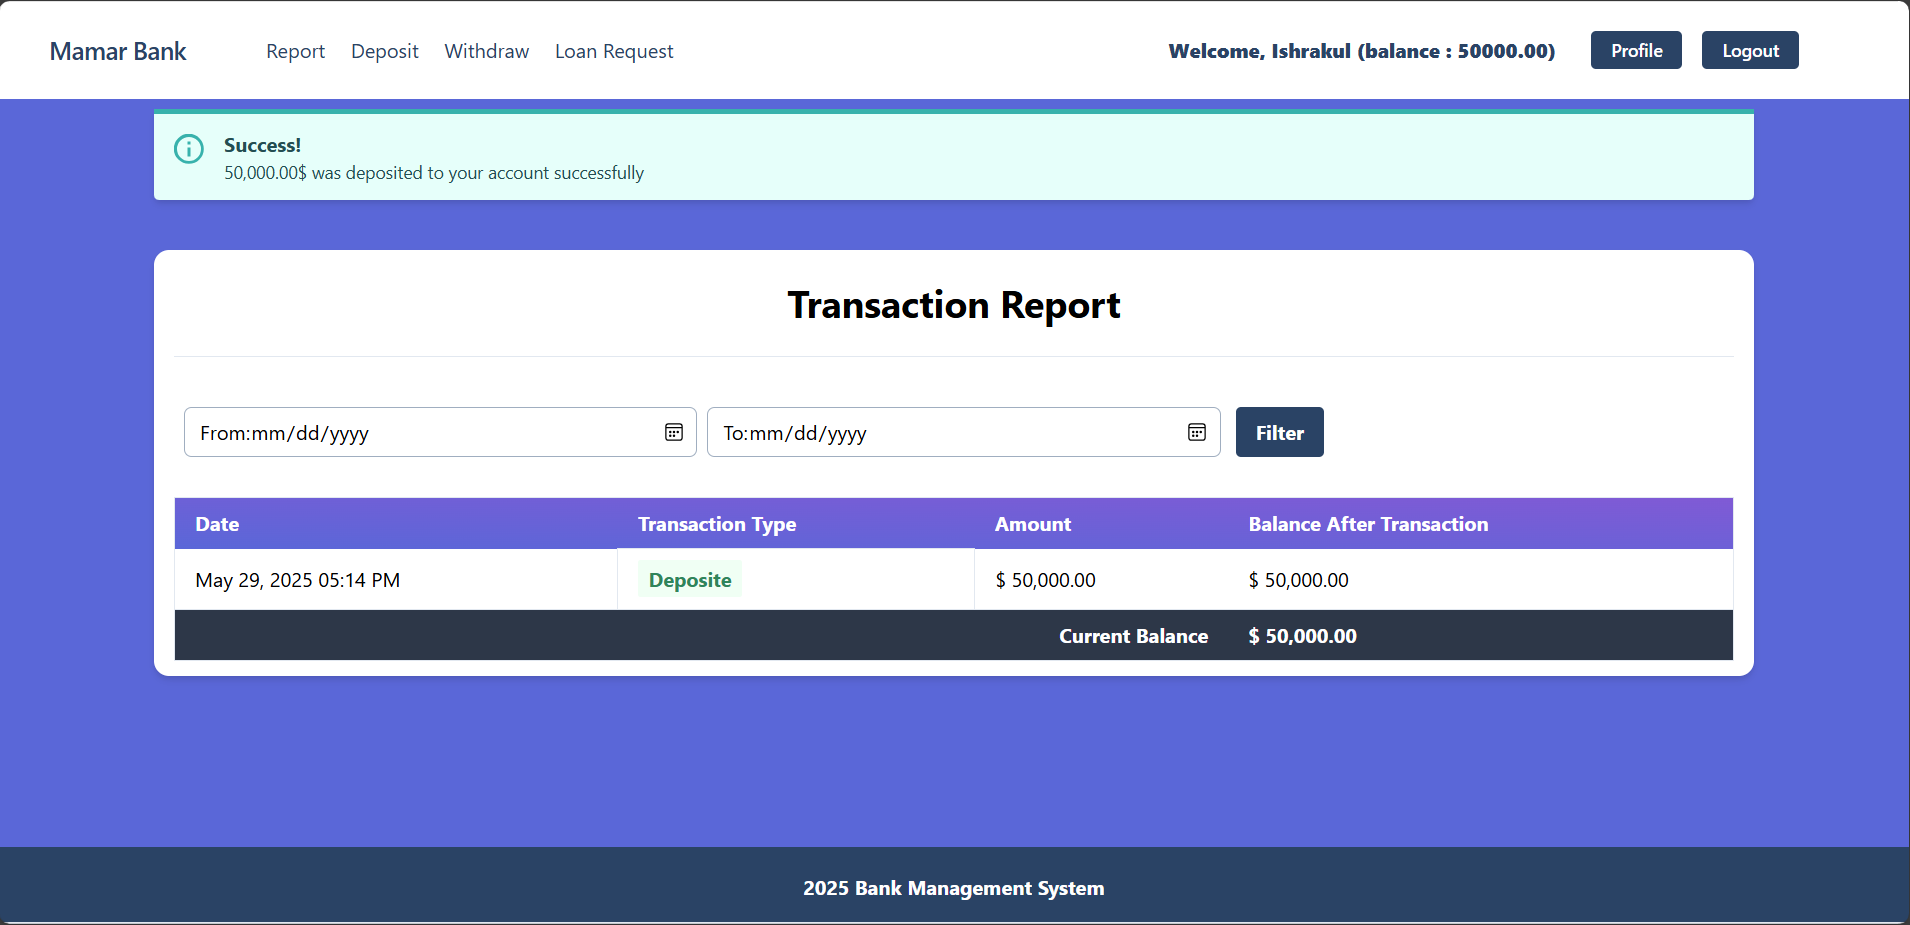 Mamar Bank Report Deposit Withdraw Loan Request Welcome, Ishrakul (balance : 50000.00) Profile Logout
Success!
50,000.00$ was deposited to your account successfully
Transaction Report
From:mm/dd/yyyy To:mm/dd/yyyy Filter
Date Transaction Type Amount Balance After Transaction
May 29, 2025 05:14 PM Deposite $ 50,000.00 $ 50,000.00
Current Balance $ 50,000.00
2025 Bank Management System